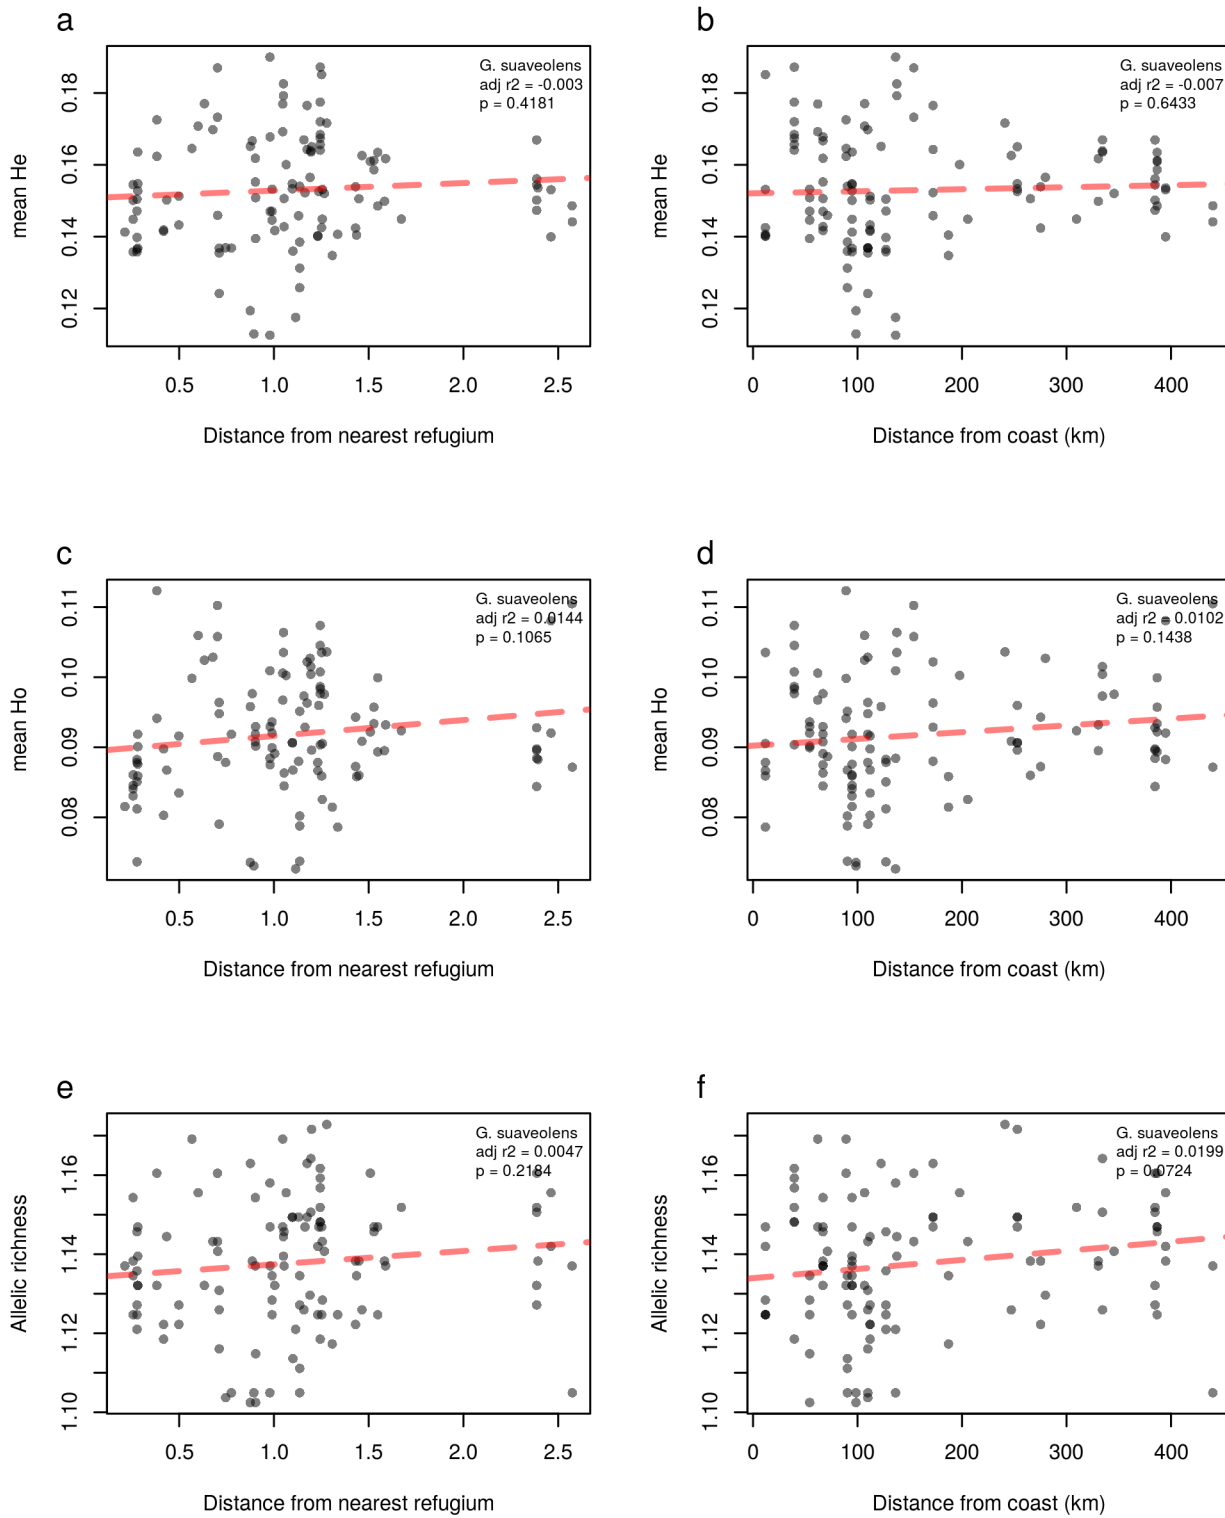 a
G. suaveolens
adj r2 = -0.003
p = 0.4181
mean He
0.12 0.14 0.16 0.18
0.5 1.0 1.5 2.0 2.5
Distance from nearest refugium
b
G. suaveolens
adj r2 = -0.007
p = 0.6433
mean He
0.12 0.14 0.16 0.18
0 100 200 300 400
Distance from coast (km)
c
G. suaveolens
adj r2 = 0.0144
p = 0.1065
mean Ho
0.08 0.09 0.10 0.11
0.5 1.0 1.5 2.0 2.5
Distance from nearest refugium
d
G. suaveolens
adj r2 = 0.0102
p = 0.1438
mean Ho
0.08 0.09 0.10 0.11
0 100 200 300 400
Distance from coast (km)
e
G. suaveolens
adj r2 = 0.0047
p = 0.2184
Allelic richness
1.10 1.12 1.14 1.16
0.5 1.0 1.5 2.0 2.5
Distance from nearest refugium
f
G. suaveolens
adj r2 = 0.0199
p = 0.0724
Allelic richness
1.10 1.12 1.14 1.16
0 100 200 300 400
Distance from coast (km)